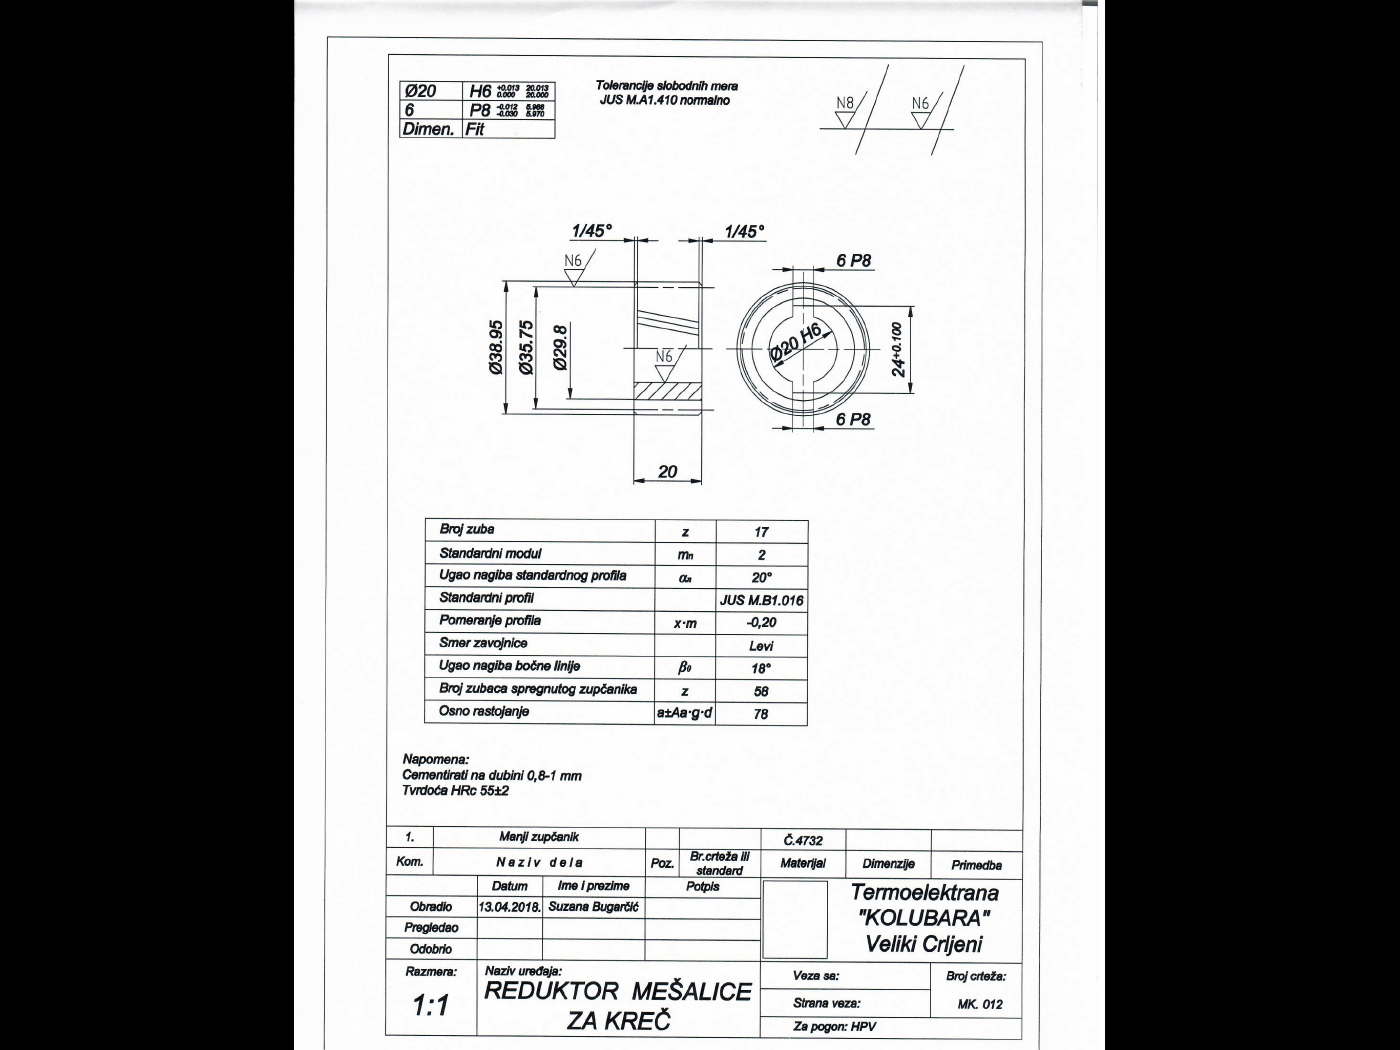 Ø20 H6 +0.013 0.000 20.013 20.000
6 P8 -0.012 -0.030 5.988 5.970
Dimen. Fit
Tolerancije slobodnih mera
JUS M.A1.410 normalno
N8 N6
1/45° 1/45°
N6
6 P8
Ø38.95
Ø35.75
Ø29.8
N6
Ø20 H6
24+0.100
6 P8
20
Broj zuba z 17
Standardni modul mn 2
Ugao nagiba standardnog profila αn 20°
Standardni profil JUS M.B1.016
Pomeranje profila x·m -0,20
Smer zavojnice Levi
Ugao nagiba bočne linije β0 18°
Broj zubaca spregnutog zupčanika z 58
Osno rastojanje a±Aa·g·d 78
Napomena:
Cementirati na dubini 0,8-1 mm
Tvrdoća HRc 55±2
1. Manji zupčanik Č.4732
Kom. Naziv dela Poz. Br.crteža ili standard Materijal Dimenzije Primedba
Datum Ime i prezime Potpis
Obradio 13.04.2018. Suzana Bugarčić
Pregledao
Odobrio
Termoelektrana
"KOLUBARA"
Veliki Crljeni
Razmera:
1:1
Naziv uređaja:
REDUKTOR MEŠALICE
ZA KREČ
Veza sa:
Strana veza:
Za pogon: HPV
Broj crteža:
MK. 012